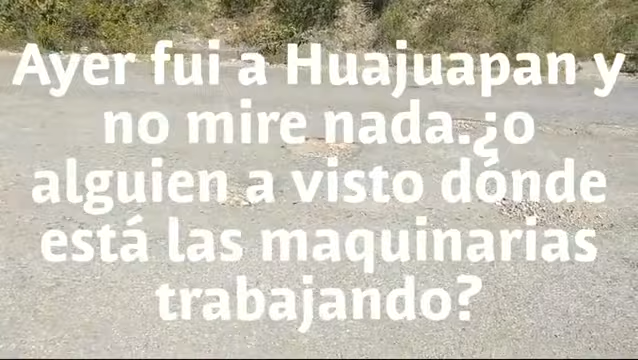 Ayer fui a Huajuapan y
no mire nada.¿o
alguien a visto dónde
está las maquinarias
trabajando?